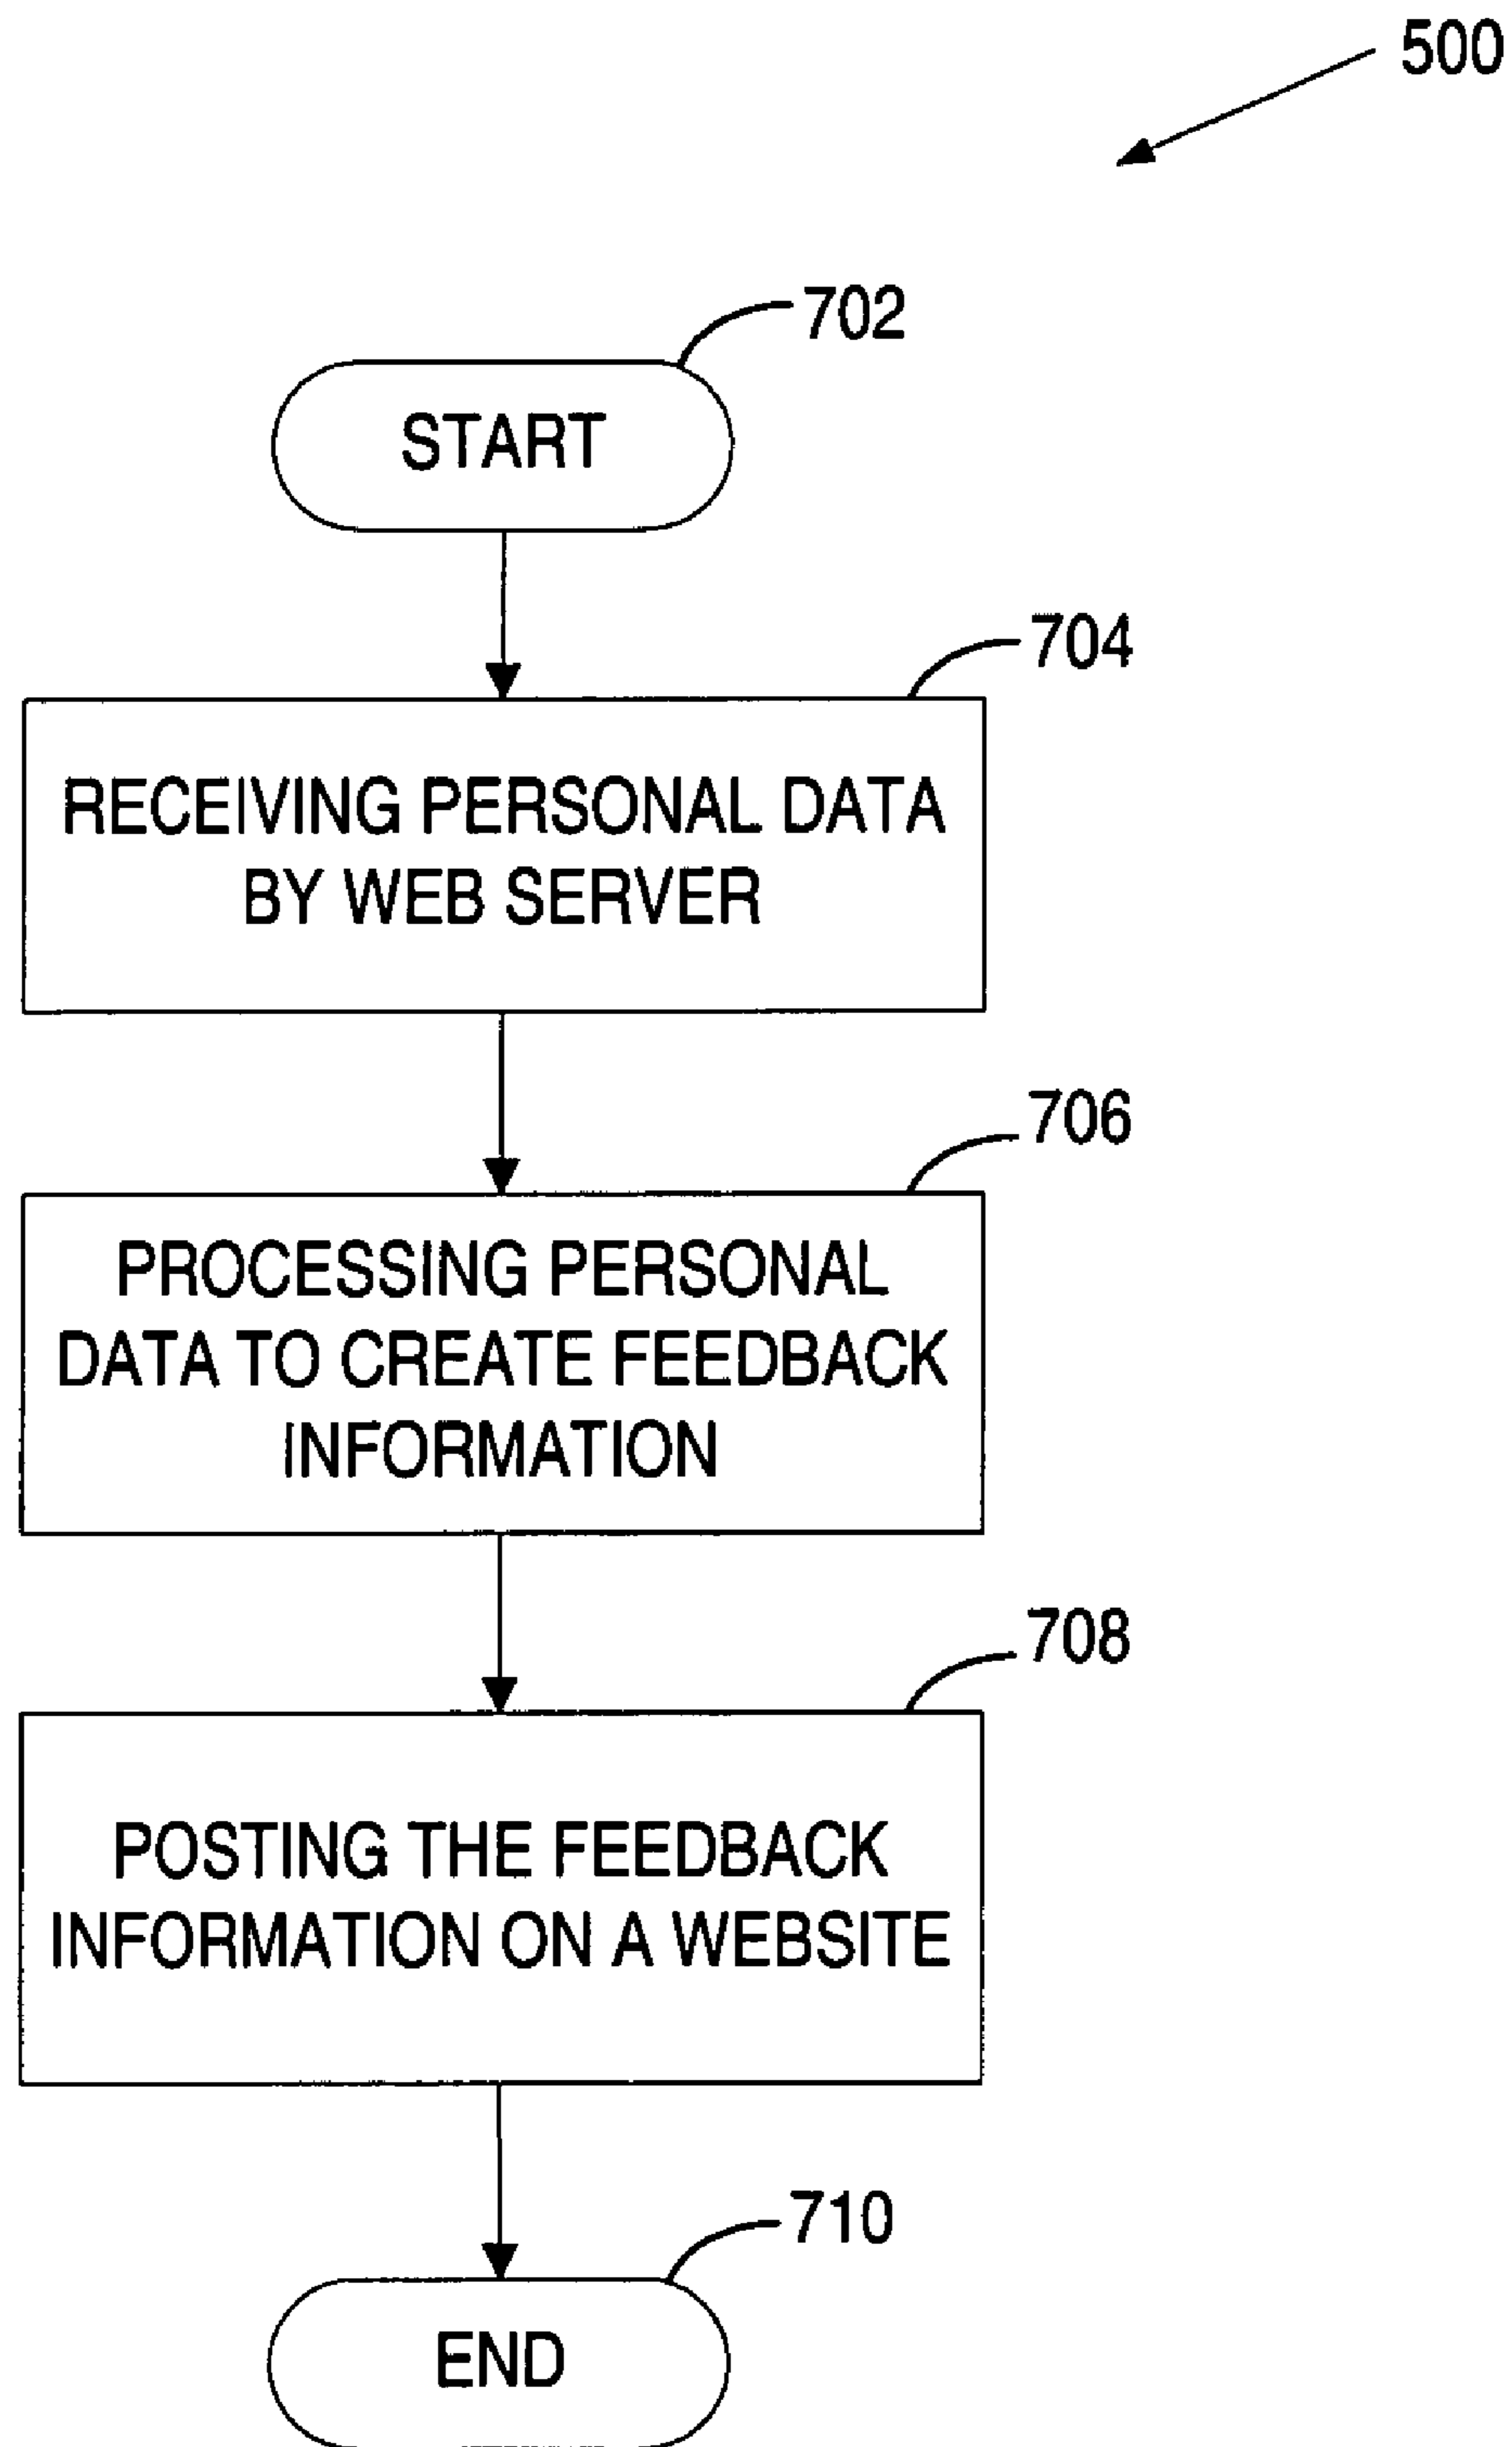 500
702
START
704
RECEIVING PERSONAL DATA
BY WEB SERVER
706
PROCESSING PERSONAL
DATA TO CREATE FEEDBACK
INFORMATION
708
POSTING THE FEEDBACK
INFORMATION ON A WEBSITE
710
END